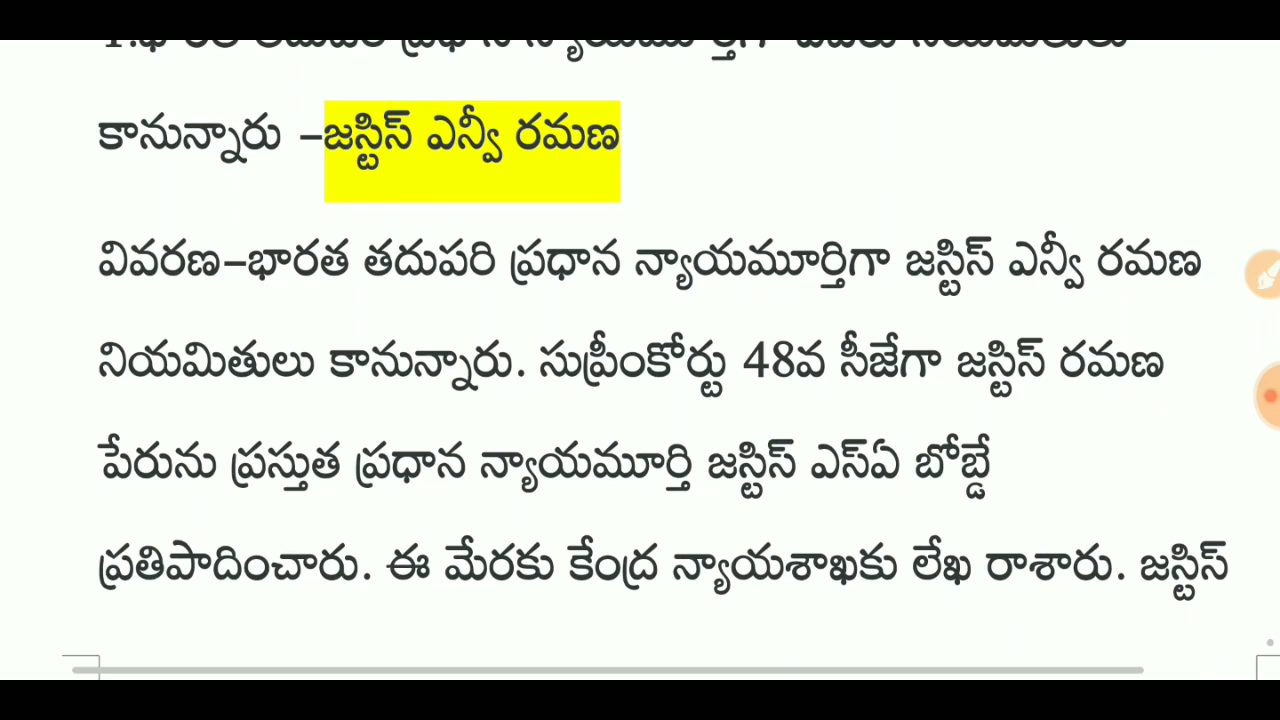 కానున్నారు –జస్టిస్ ఎన్వీ రమణ
వివరణ–భారత తదుపరి ప్రధాన న్యాయమూర్తిగా జస్టిస్ ఎన్వీ రమణ
నియమితులు కానున్నారు. సుప్రీంకోర్టు 48వ సీజేగా జస్టిస్ రమణ
పేరును ప్రస్తుత ప్రధాన న్యాయమూర్తి జస్టిస్ ఎస్ఏ బోబ్డే
ప్రతిపాదించారు. ఈ మేరకు కేంద్ర న్యాయశాఖకు లేఖ రాశారు. జస్టిస్